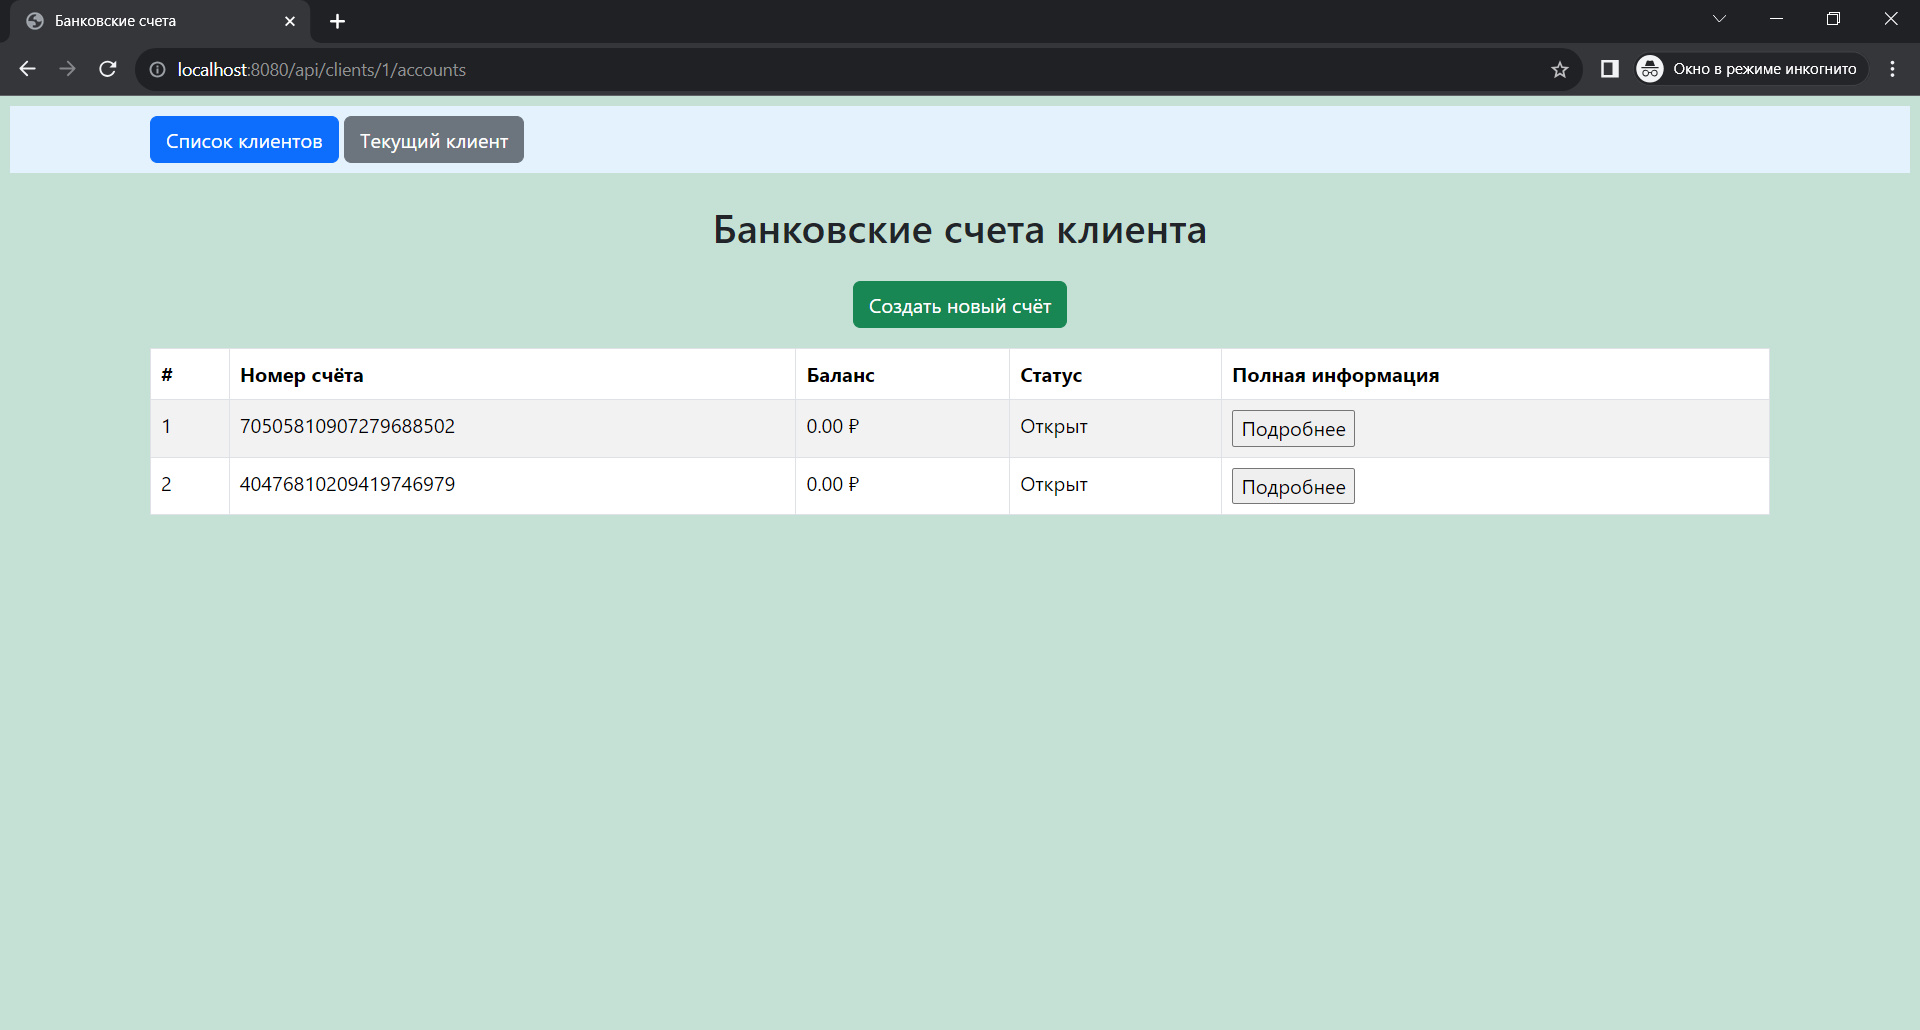 Банковские счета
localhost:8080/api/clients/1/accounts
Окно в режиме инкогнито
Список клиентов Текущий клиент
Банковские счета клиента
Создать новый счёт
# Номер счёта Баланс Статус Полная информация
1 70505810907279688502 0.00 ₽ Открыт Подробнее
2 40476810209419746979 0.00 ₽ Открыт Подробнее